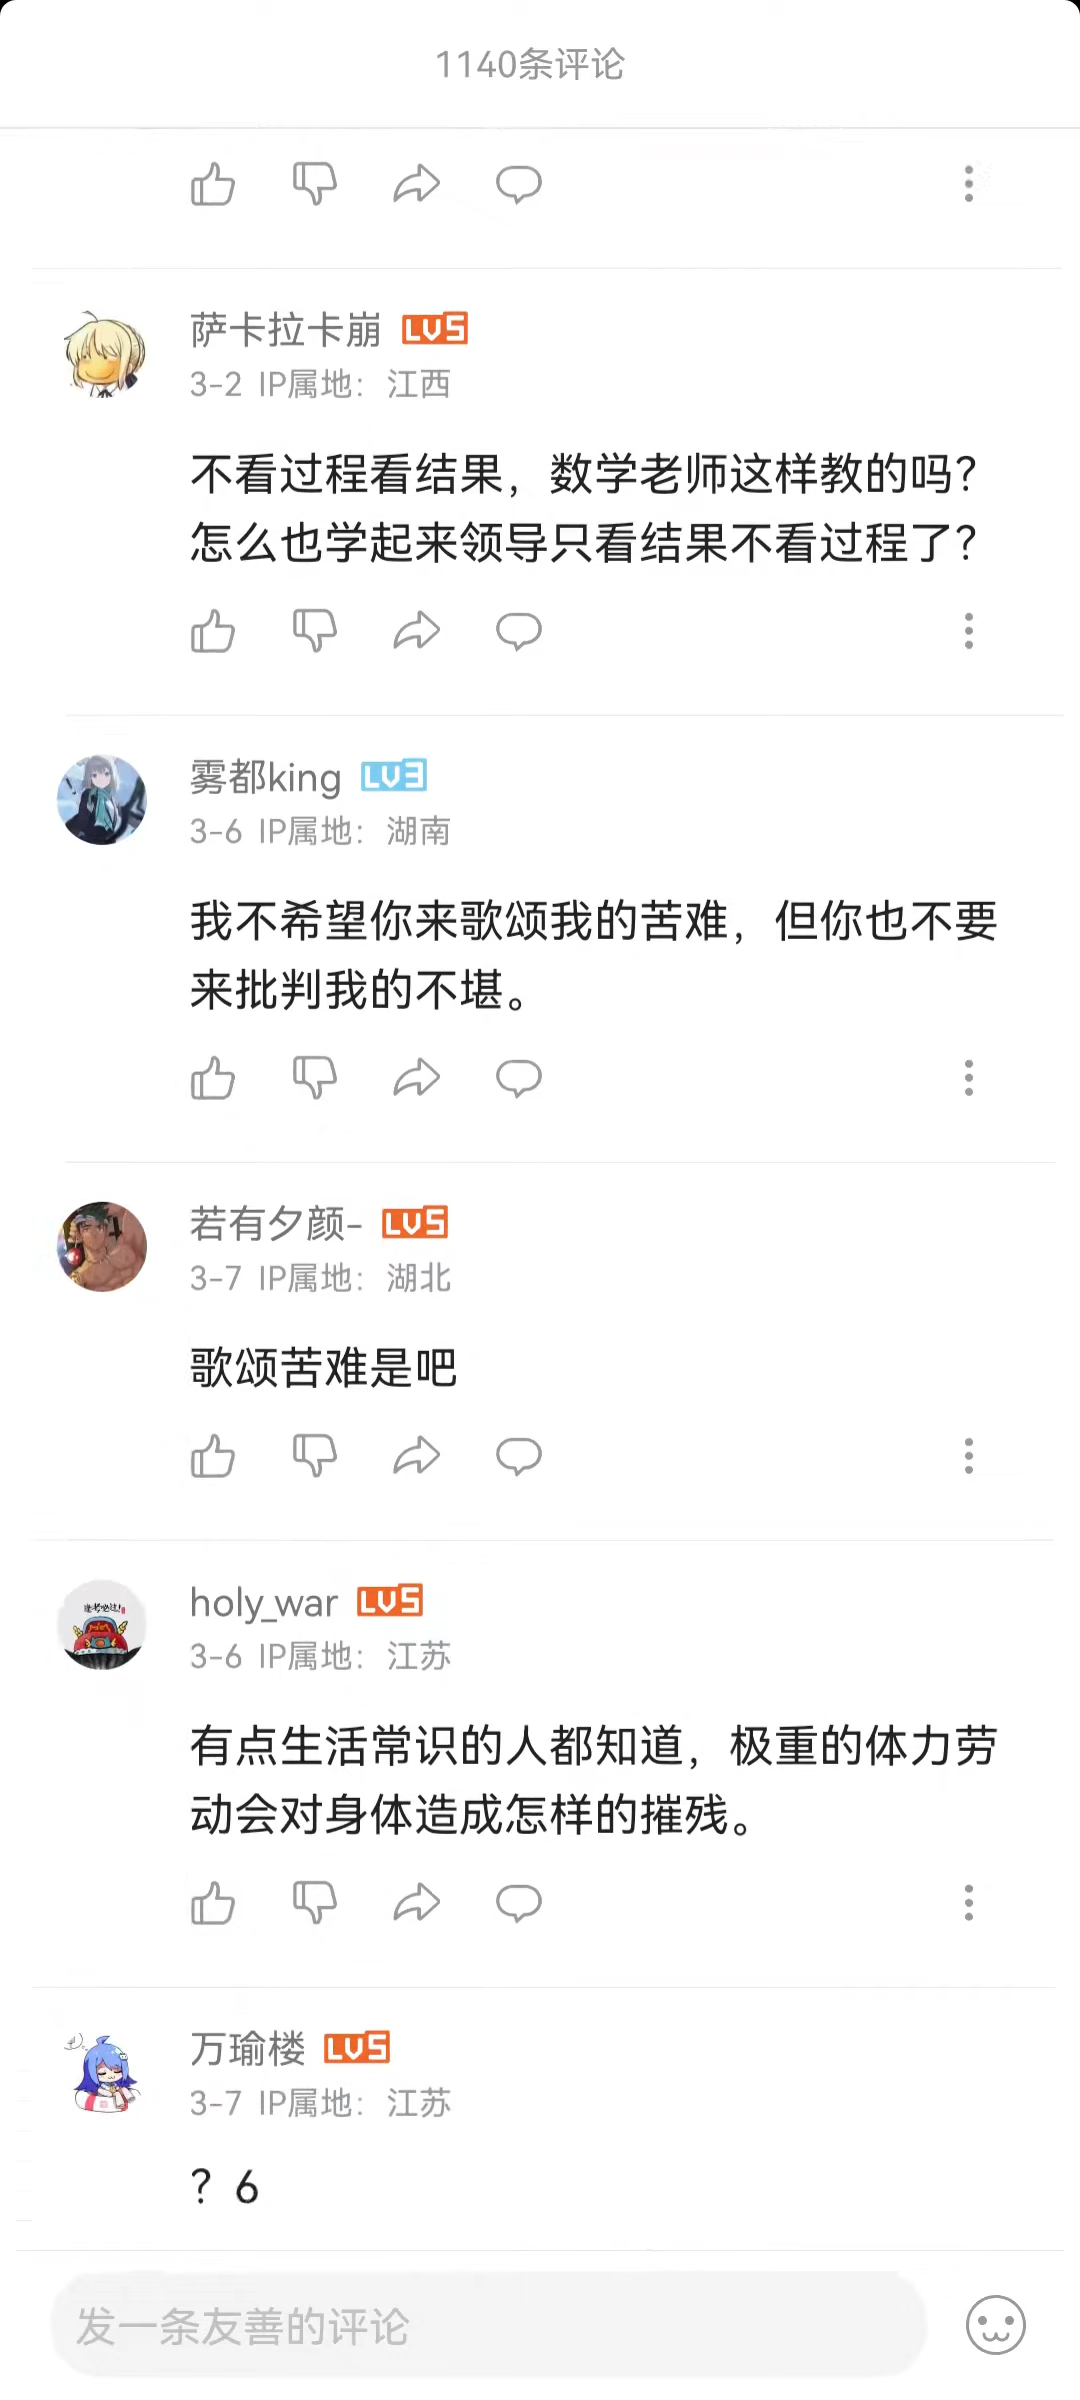 1140条评论
萨卡拉卡崩 LV5
3-2 IP属地：江西
不看过程看结果，数学老师这样教的吗？
怎么也学起来领导只看结果不看过程了？
雾都king LV3
3-6 IP属地：湖南
我不希望你来歌颂我的苦难，但你也不要
来批判我的不堪。
若有夕颜- LV5
3-7 IP属地：湖北
歌颂苦难是吧
holy_war LV5
3-6 IP属地：江苏
有点生活常识的人都知道，极重的体力劳
动会对身体造成怎样的摧残。
万瑜楼 LV5
3-7 IP属地：江苏
？6
发一条友善的评论